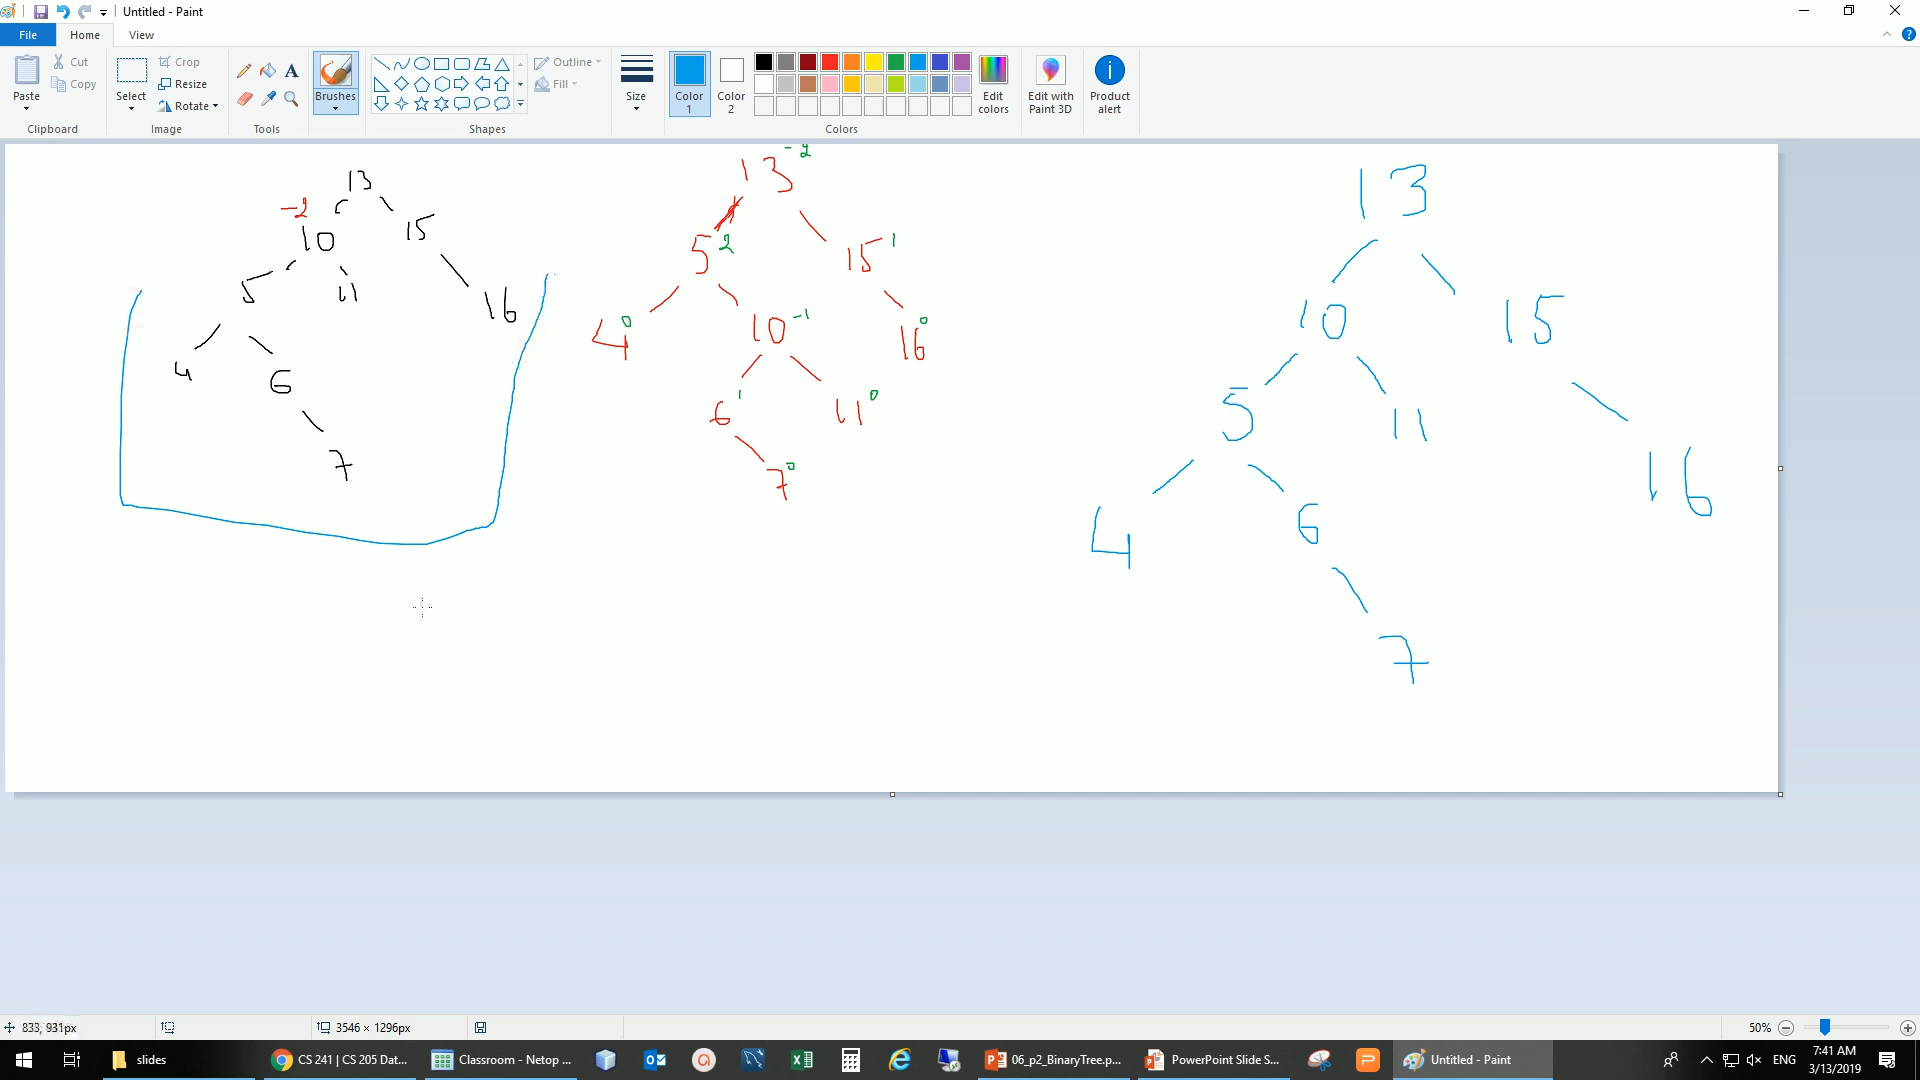 Untitled - Paint
File Home View
Paste
Cut
Copy
Clipboard
Select
Crop
Resize
Rotate
Image
A
Tools
Brushes
Outline
Fill
Shapes
Size
Color 1
Color 2
Edit colors
Colors
Edit with Paint 3D
Product alert
13
-2
10 15
5 11 16
4 6
7
13 -2
5 2 15 1
4 0 10 -1 16 0
6 1 11 0
7 0
13
10 15
5 11
4 6 16
7
3546 × 1296px
50%
slides
CS 241 | CS 205 Dat...
Classroom - Netop ...
06_p2_BinaryTree.p...
PowerPoint Slide S...
Untitled - Paint
ENG
7:41 AM
3/13/2019